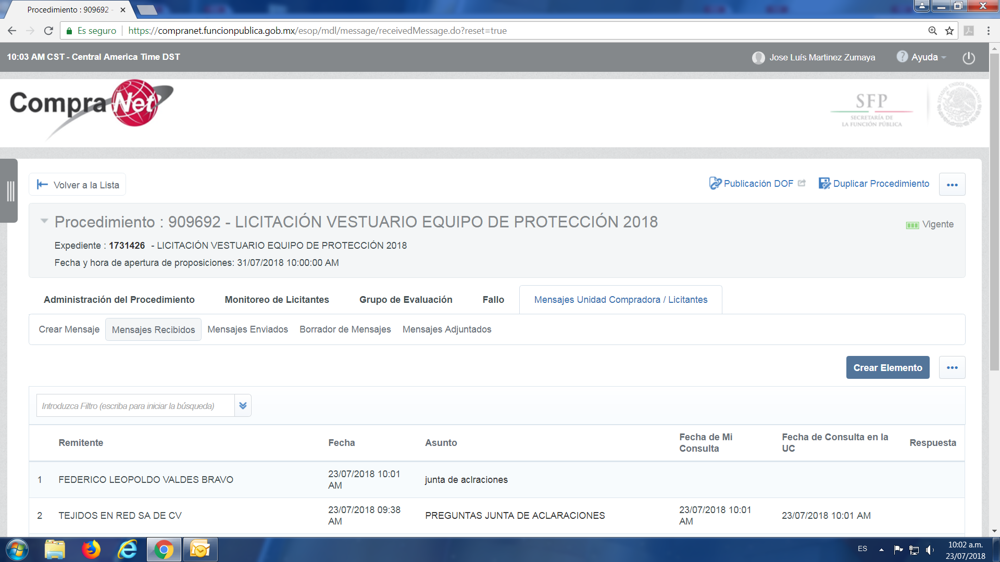 Procedimiento : 909692 -
Es seguro
https://compranet.funcionpublica.gob.mx/esop/mdl/message/receivedMessage.do?reset=true
10:03 AM CST - Central America Time DST
Jose Luís Martinez Zumaya
Ayuda
CompraNet
SFP
SECRETARÍA DE
LA FUNCIÓN PÚBLICA
ESTADOS UNIDOS MEXICANOS
Volver a la Lista
Publicación DOF
Duplicar Procedimiento
Procedimiento : 909692 - LICITACIÓN VESTUARIO EQUIPO DE PROTECCIÓN 2018
Vigente
Expediente : 1731426 - LICITACIÓN VESTUARIO EQUIPO DE PROTECCIÓN 2018
Fecha y hora de apertura de proposiciones: 31/07/2018 10:00:00 AM
Administración del Procedimiento
Monitoreo de Licitantes
Grupo de Evaluación
Fallo
Mensajes Unidad Compradora / Licitantes
Crear Mensaje
Mensajes Recibidos
Mensajes Enviados
Borrador de Mensajes
Mensajes Adjuntados
Crear Elemento
Introduzca Filtro (escriba para iniciar la búsqueda)
Remitente
Fecha
Asunto
Fecha de Mi
Consulta
Fecha de Consulta en la
UC
Respuesta
1
FEDERICO LEOPOLDO VALDES BRAVO
23/07/2018 10:01
AM
junta de aclraciones
2
TEJIDOS EN RED SA DE CV
23/07/2018 09:38
AM
PREGUNTAS JUNTA DE ACLARACIONES
23/07/2018 10:01
AM
23/07/2018 10:01 AM
ES
10:02 a.m.
23/07/2018